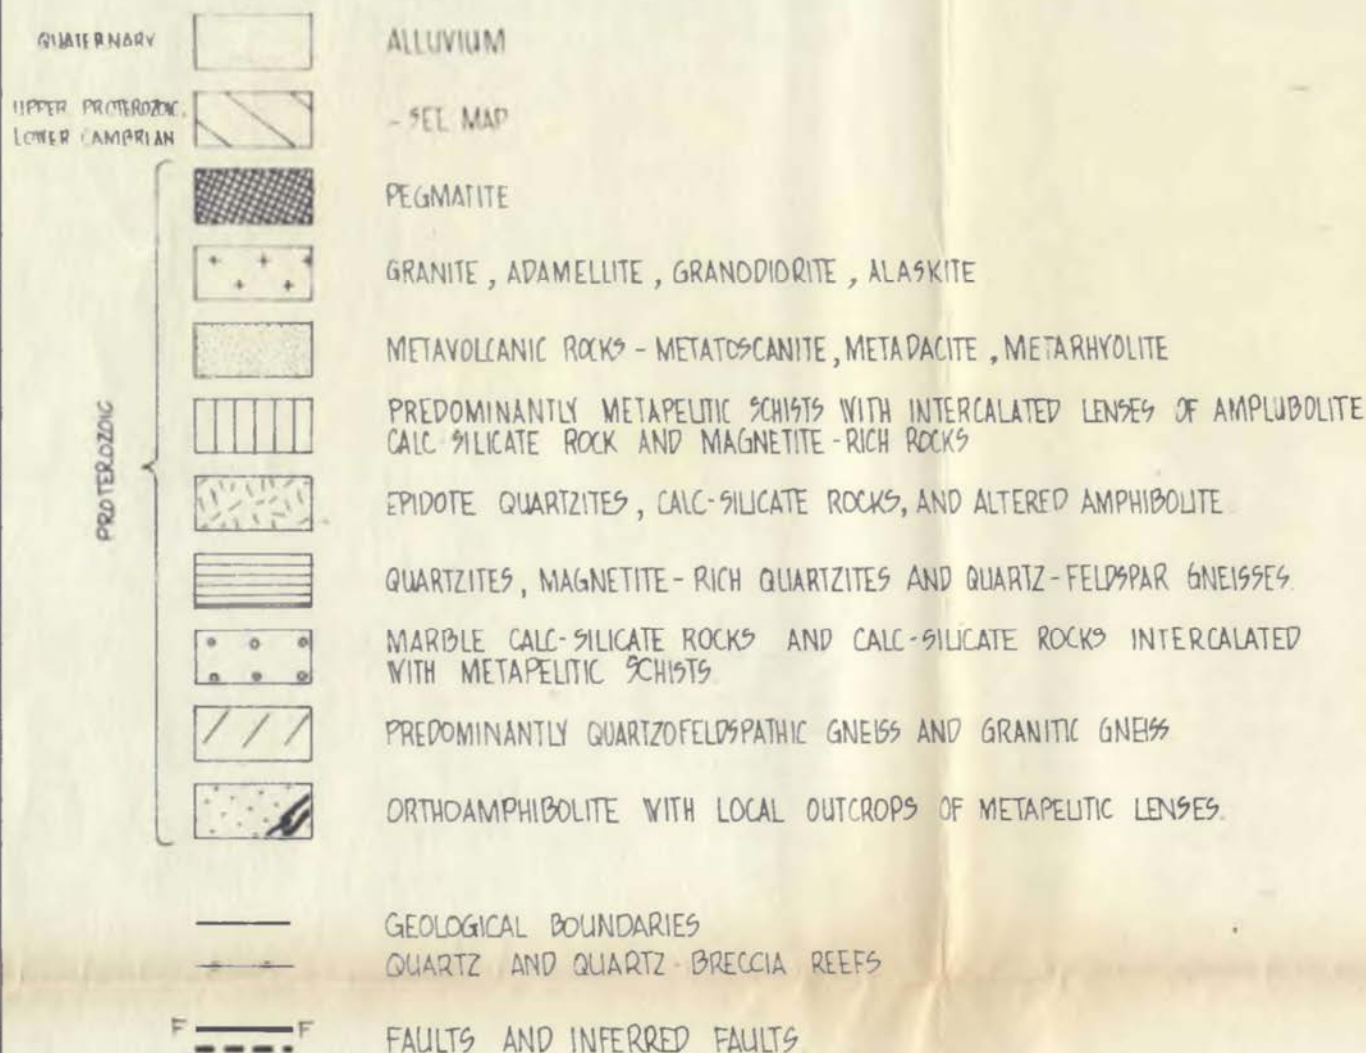 QUATERNARY ALLUVIUM
UPPER PROTEROZOIC,
LOWER CAMBRIAN - SEE MAP
PROTEROZOIC
PEGMATITE
GRANITE, ADAMELLITE, GRANODIORITE, ALASKITE
METAVOLCANIC ROCKS - METATOSCANITE, METADACITE, METARHYOLITE
PREDOMINANTLY METAPELITIC SCHISTS WITH INTERCALATED LENSES OF AMPLUBOLITE
CALC SILICATE ROCK AND MAGNETITE-RICH ROCKS
EPIDOTE QUARTZITES, CALC-SILICATE ROCKS, AND ALTERED AMPHIBOLITE
QUARTZITES, MAGNETITE-RICH QUARTZITES AND QUARTZ-FELDSPAR GNEISSES.
MARBLE CALC-SILICATE ROCKS AND CALC-SILICATE ROCKS INTERCALATED
WITH METAPELITIC SCHISTS
PREDOMINANTLY QUARTZOFELDSPATHIC GNEISS AND GRANITIC GNEISS
ORTHOAMPHIBOLITE WITH LOCAL OUTCROPS OF METAPELITIC LENSES.
GEOLOGICAL BOUNDARIES
QUARTZ AND QUARTZ-BRECCIA REEFS
F F FAULTS AND INFERRED FAULTS